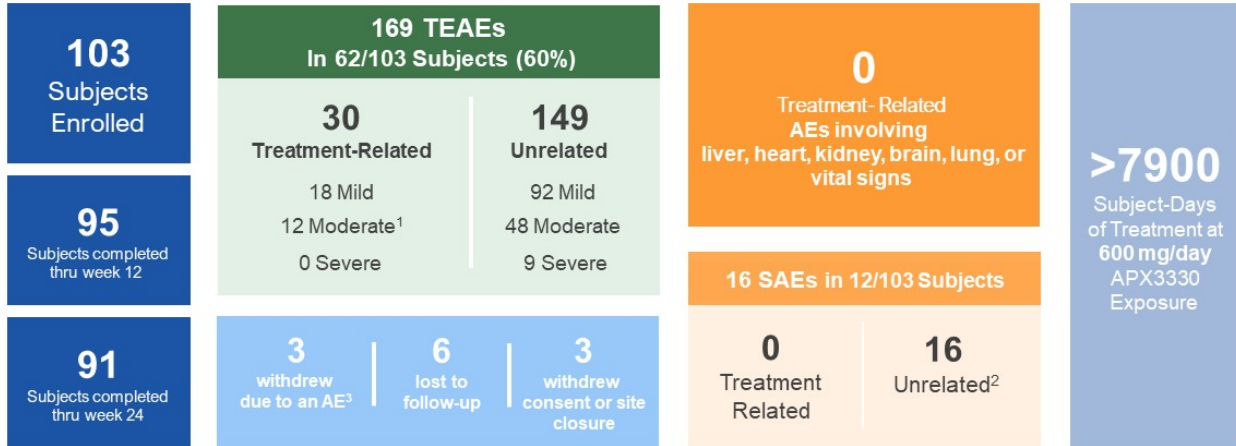 103
Subjects
Enrolled
95
Subjects completed
thru week 12
91
Subjects completed
thru week 24
169 TEAEs
In 62/103 Subjects (60%)
30
Treatment-Related
18 Mild
12 Moderate¹
0 Severe
149
Unrelated
92 Mild
48 Moderate
9 Severe
3
withdrew
due to an AE³
6
lost to
follow-up
3
withdrew
consent or site
closure
0
Treatment- Related
AEs involving
liver, heart, kidney, brain, lung, or
vital signs
16 SAEs in 12/103 Subjects
0
Treatment
Related
16
Unrelated²
>7900
Subject-Days
of Treatment at
600 mg/day
APX3330
Exposure